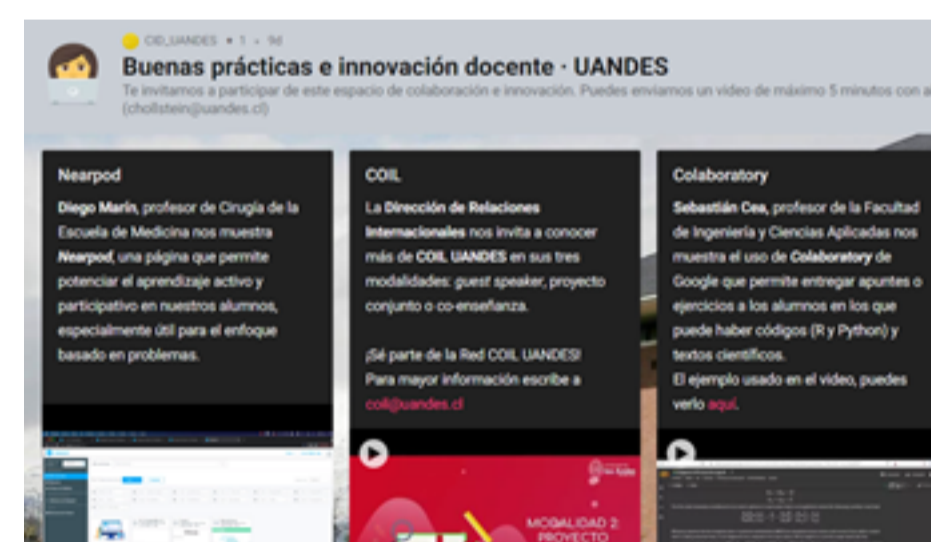 CID_UANDES • 1 • 9d
Buenas prácticas e innovación docente · UANDES
Te invitamos a participar de este espacio de colaboración e innovación. Puedes enviarnos un video de máximo 5 minutos con a
(chollstein@uandes.cl)
Nearpod
Diego Marín, profesor de Cirugía de la
Escuela de Medicina nos muestra
Nearpod, una página que permite
potenciar el aprendizaje activo y
participativo en nuestros alumnos,
especialmente útil para el enfoque
basado en problemas.
COIL
La Dirección de Relaciones
Internacionales nos invita a conocer
más de COIL UANDES en sus tres
modalidades: guest speaker, proyecto
conjunto o co-enseñanza.
¡Sé parte de la Red COIL UANDES!
Para mayor información escribe a
coil@uandes.cl
MODALIDAD 2:
PROYECTO
Colaboratory
Sebastián Cea, profesor de la Facultad
de Ingeniería y Ciencias Aplicadas nos
muestra el uso de Colaboratory de
Google que permite entregar apuntes o
ejercicios a los alumnos en los que
puede haber códigos (R y Python) y
textos científicos.
El ejemplo usado en el video, puedes
verlo aquí.